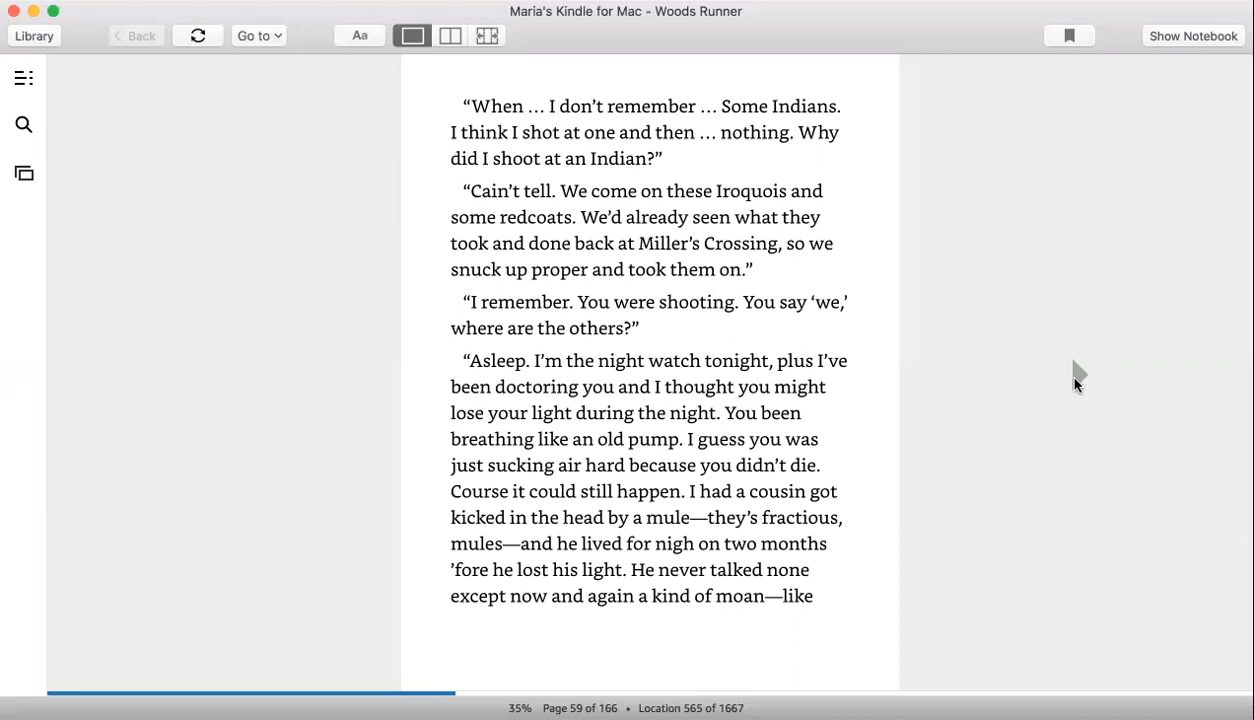 Maria's Kindle for Mac - Woods Runner
Library
Back
Go to
Aa
Show Notebook
“When … I don’t remember … Some Indians.
I think I shot at one and then … nothing. Why
did I shoot at an Indian?”
“Cain’t tell. We come on these Iroquois and
some redcoats. We’d already seen what they
took and done back at Miller’s Crossing, so we
snuck up proper and took them on.”
“I remember. You were shooting. You say ‘we,’
where are the others?”
“Asleep. I’m the night watch tonight, plus I’ve
been doctoring you and I thought you might
lose your light during the night. You been
breathing like an old pump. I guess you was
just sucking air hard because you didn’t die.
Course it could still happen. I had a cousin got
kicked in the head by a mule—they’s fractious,
mules—and he lived for nigh on two months
’fore he lost his light. He never talked none
except now and again a kind of moan—like
35% Page 59 of 166 • Location 565 of 1667